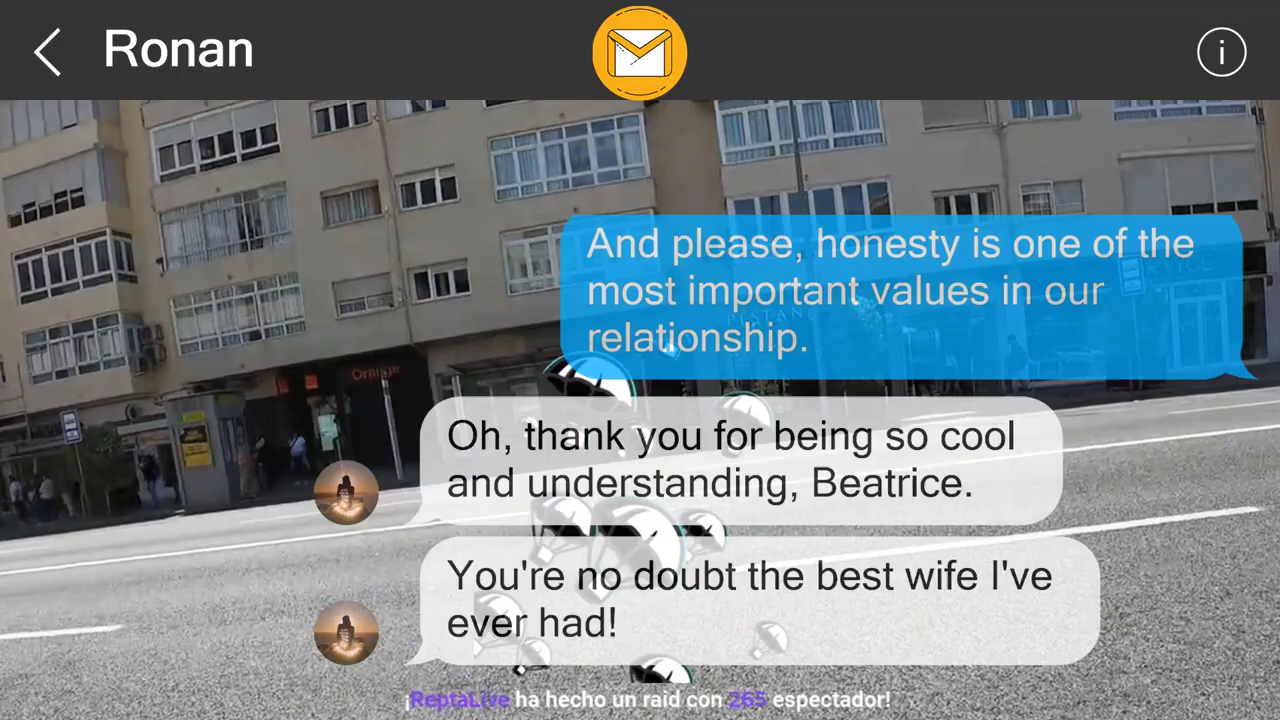 Ronan
i
And please, honesty is one of the
most important values in our
relationship.
Orange
Oh, thank you for being so cool
and understanding, Beatrice.
You're no doubt the best wife I've
ever had!
¡ReptaLive ha hecho un raid con 265 espectador!